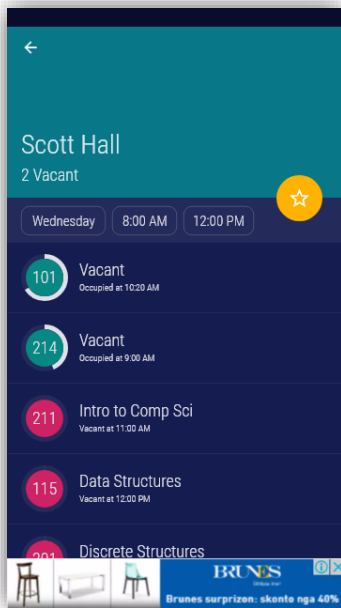 Scott Hall
2 Vacant
Wednesday 8:00 AM 12:00 PM
101 Vacant
Occupied at 10:20 AM
214 Vacant
Occupied at 9:00 AM
211 Intro to Comp Sci
Vacant at 11:00 AM
115 Data Structures
Vacant at 12:00 PM
201 Discrete Structures
BRUNES
Brunes surprizon: skonto nga 40%